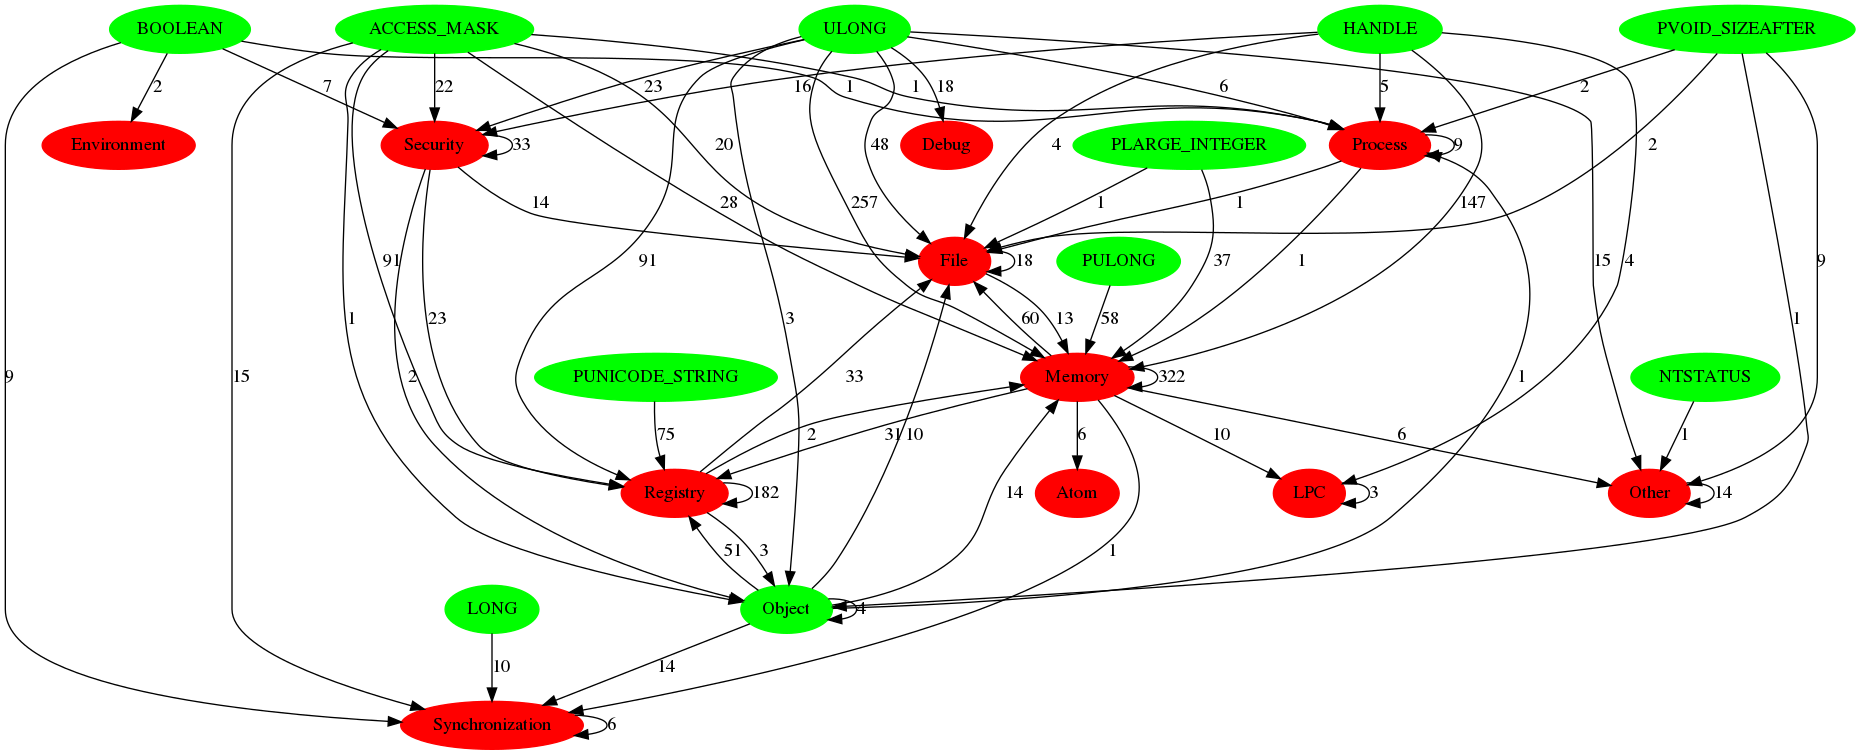 BOOLEAN ACCESS_MASK ULONG HANDLE PVOID_SIZEAFTER
2 7 22 23 16 18 1 1 6 5 2
Environment Security 33 Debug PLARGE_INTEGER Process 9
14 20 48 4 1 1 2
28 257 147
91 91 File 18 PULONG 37 1 15 4 9
1 23 3 60 13 58 1
9 15 2 PUNICODE_STRING 33 Memory 322 1 NTSTATUS
75 2 31 10 6 10 6 1
Registry 182 14 Atom LPC 3 Other 14
51 3 1
LONG Object 4
10 14
Synchronization 6